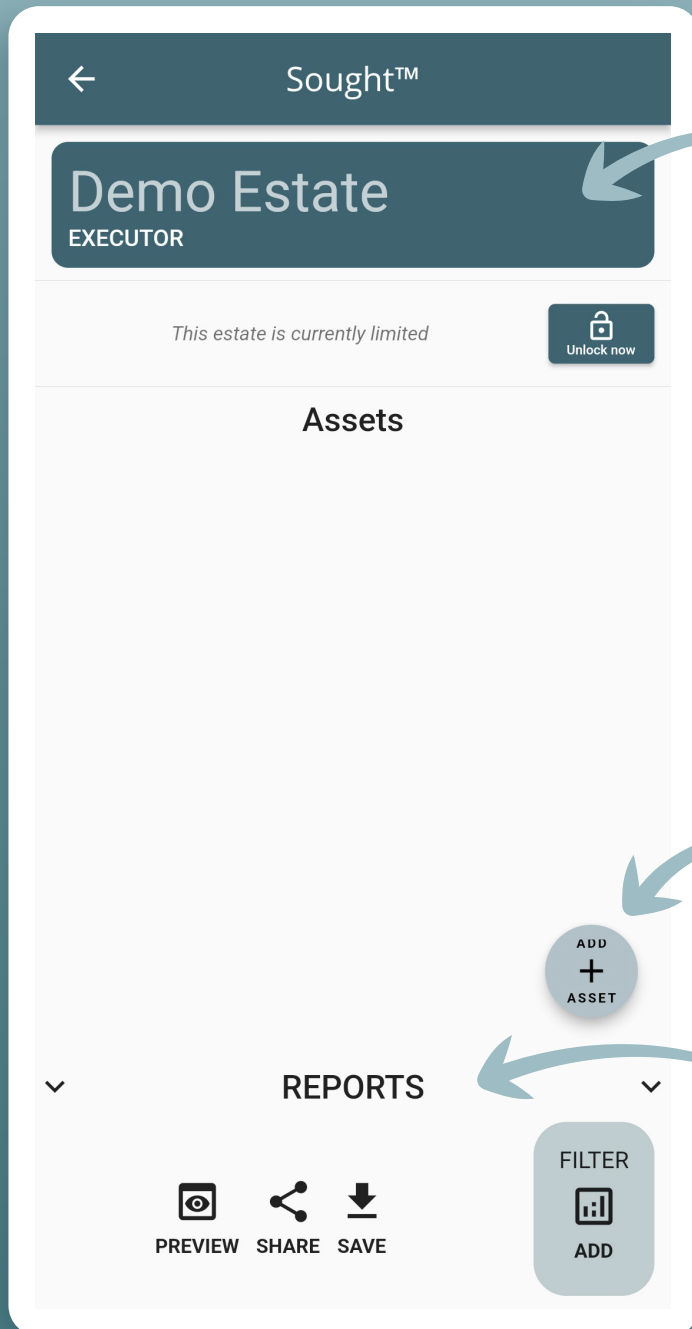 Sought™
Demo Estate
EXECUTOR
This estate is currently limited
Unlock now
Assets
ADD
ASSET
REPORTS
FILTER
PREVIEW SHARE SAVE
ADD